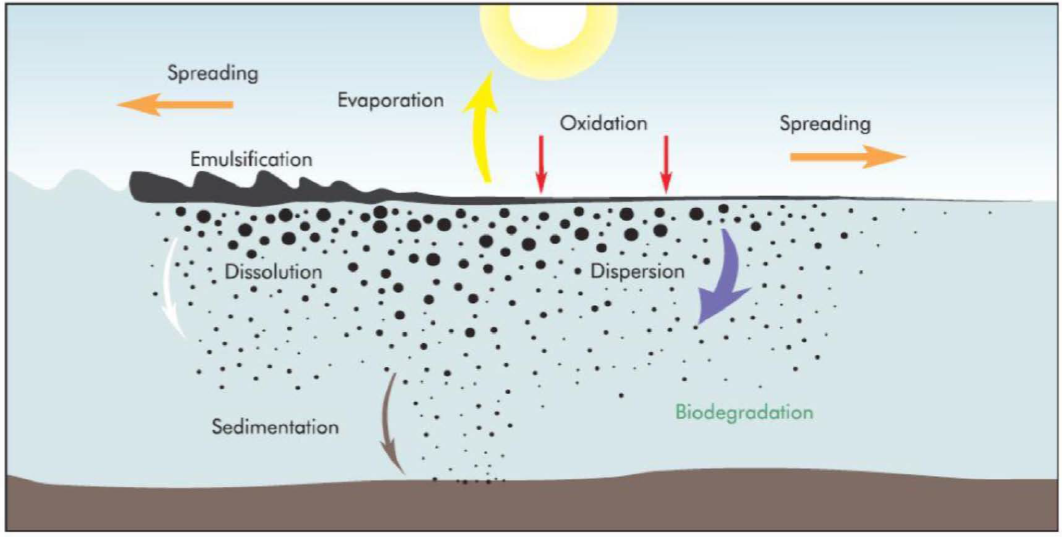 Spreading
Evaporation
Oxidation
Spreading
Emulsification
Dissolution
Dispersion
Sedimentation
Biodegradation